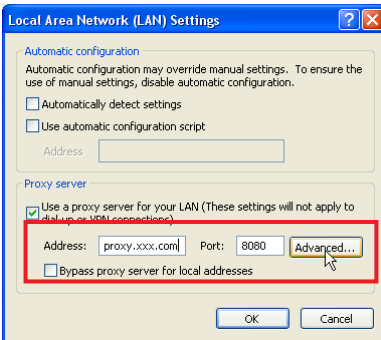 Local Area Network (LAN) Settings
Automatic configuration
Automatic configuration may override manual settings. To ensure the
use of manual settings, disable automatic configuration.
Automatically detect settings
Use automatic configuration script
Address
Proxy server
Use a proxy server for your LAN (These settings will not apply to
dial-up or VPN connections).
Address: proxy.xxx.com Port: 8080 Advanced...
Bypass proxy server for local addresses
OK Cancel